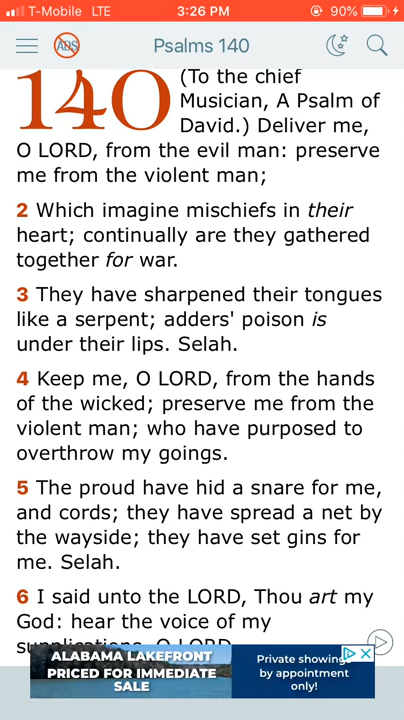 T-Mobile LTE 3:26 PM 90%
ADS Psalms 140
140 (To the chief
Musician, A Psalm of
David.) Deliver me,
O LORD, from the evil man: preserve
me from the violent man;
2 Which imagine mischiefs in their
heart; continually are they gathered
together for war.
3 They have sharpened their tongues
like a serpent; adders' poison is
under their lips. Selah.
4 Keep me, O LORD, from the hands
of the wicked; preserve me from the
violent man; who have purposed to
overthrow my goings.
5 The proud have hid a snare for me,
and cords; they have spread a net by
the wayside; they have set gins for
me. Selah.
6 I said unto the LORD, Thou art my
God: hear the voice of my
supplications, O LORD.
ALABAMA LAKEFRONT
PRICED FOR IMMEDIATE
SALE
Private showings
by appointment
only!